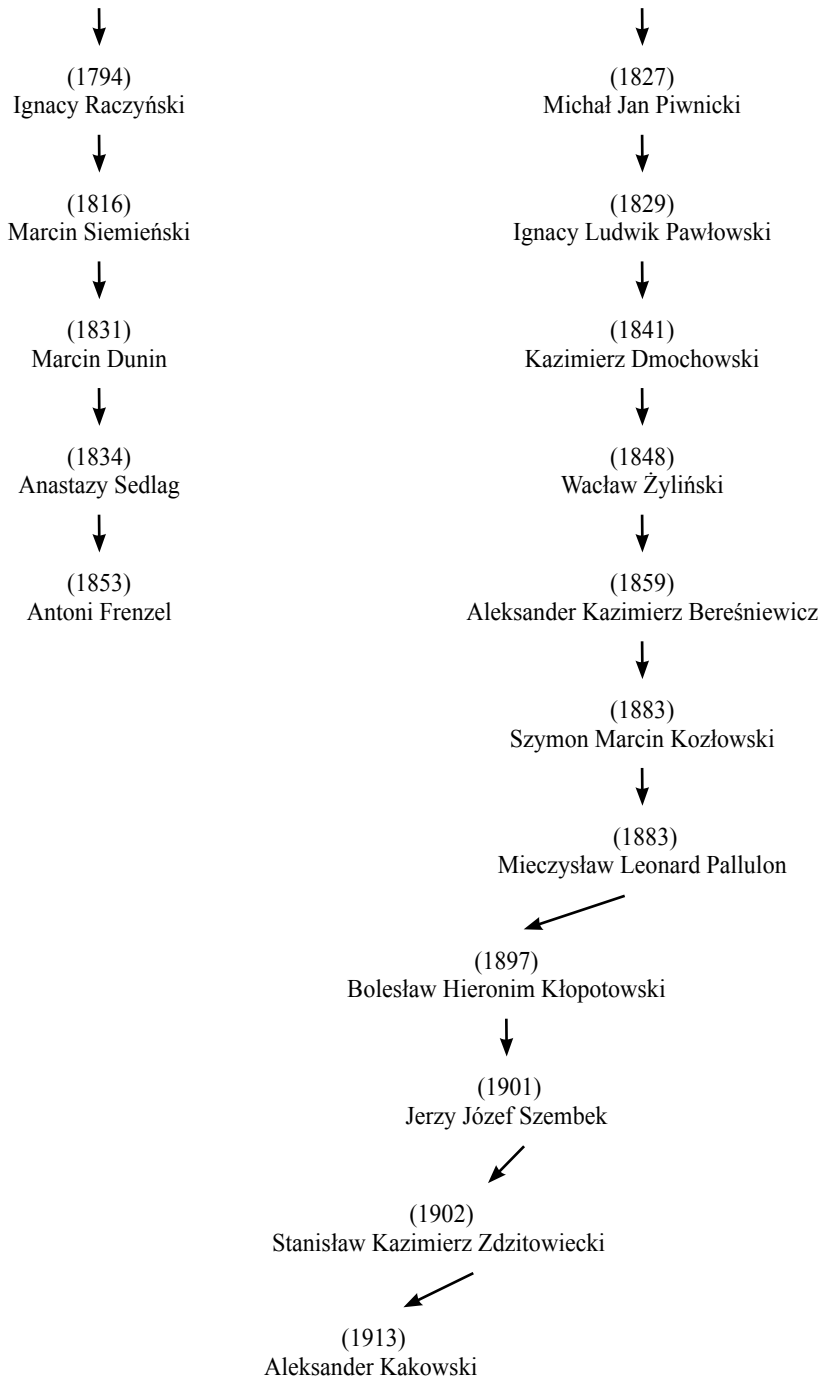 (1794)
Ignacy Raczyński
(1816)
Marcin Siemieński
(1831)
Marcin Dunin
(1834)
Anastazy Sedlag
(1853)
Antoni Frenzel
(1827)
Michał Jan Piwnicki
(1829)
Ignacy Ludwik Pawłowski
(1841)
Kazimierz Dmochowski
(1848)
Wacław Żyliński
(1859)
Aleksander Kazimierz Bereśniewicz
(1883)
Szymon Marcin Kozłowski
(1883)
Mieczysław Leonard Pallulon
(1897)
Bolesław Hieronim Kłopotowski
(1901)
Jerzy Józef Szembek
(1902)
Stanisław Kazimierz Zdzitowiecki
(1913)
Aleksander Kakowski